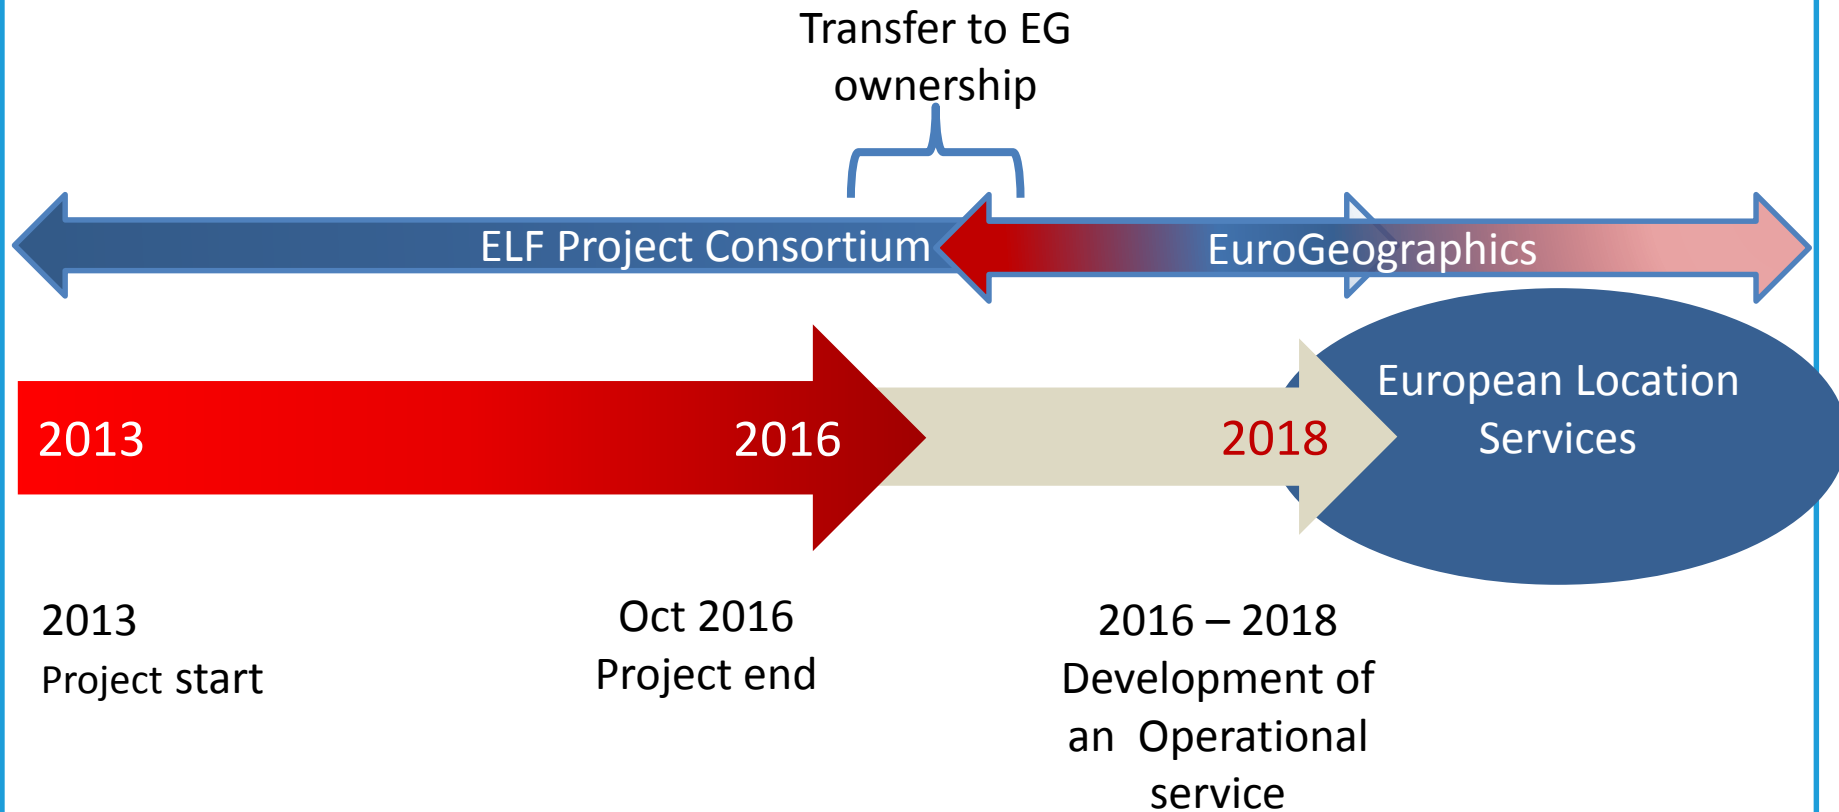 Transfer to EG
ownership
ELF Project Consortium
EuroGeographics
2013
2016
2018
European Location
Services
2013
Project start
Oct 2016
Project end
2016 – 2018
Development of
an Operational
service